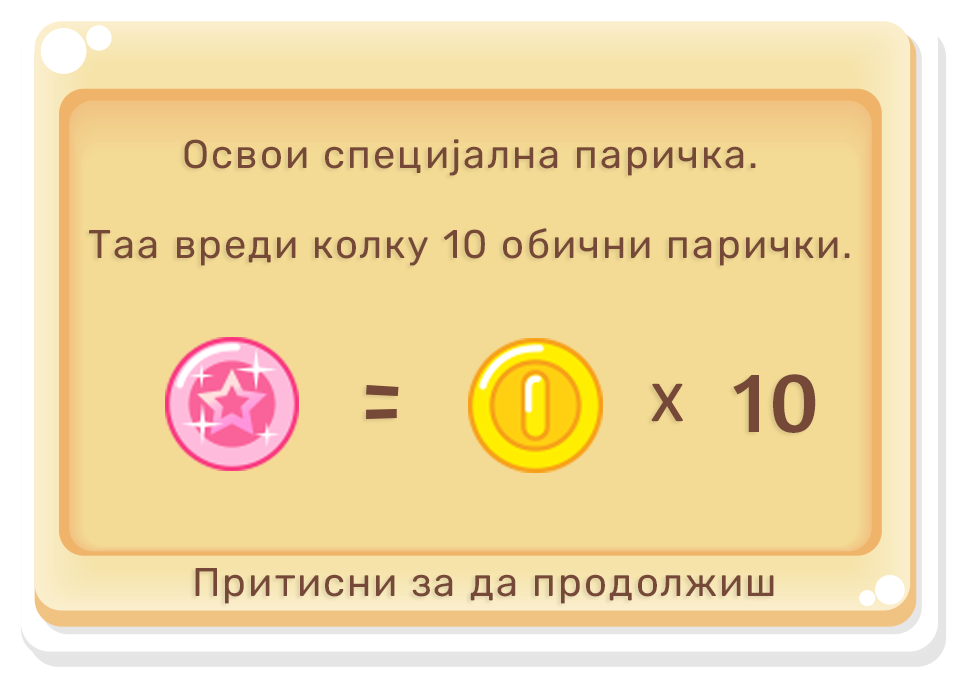 Освои специјална паричка.
Таа вреди колку 10 обични парички.
= x 10
Притисни за да продолжиш